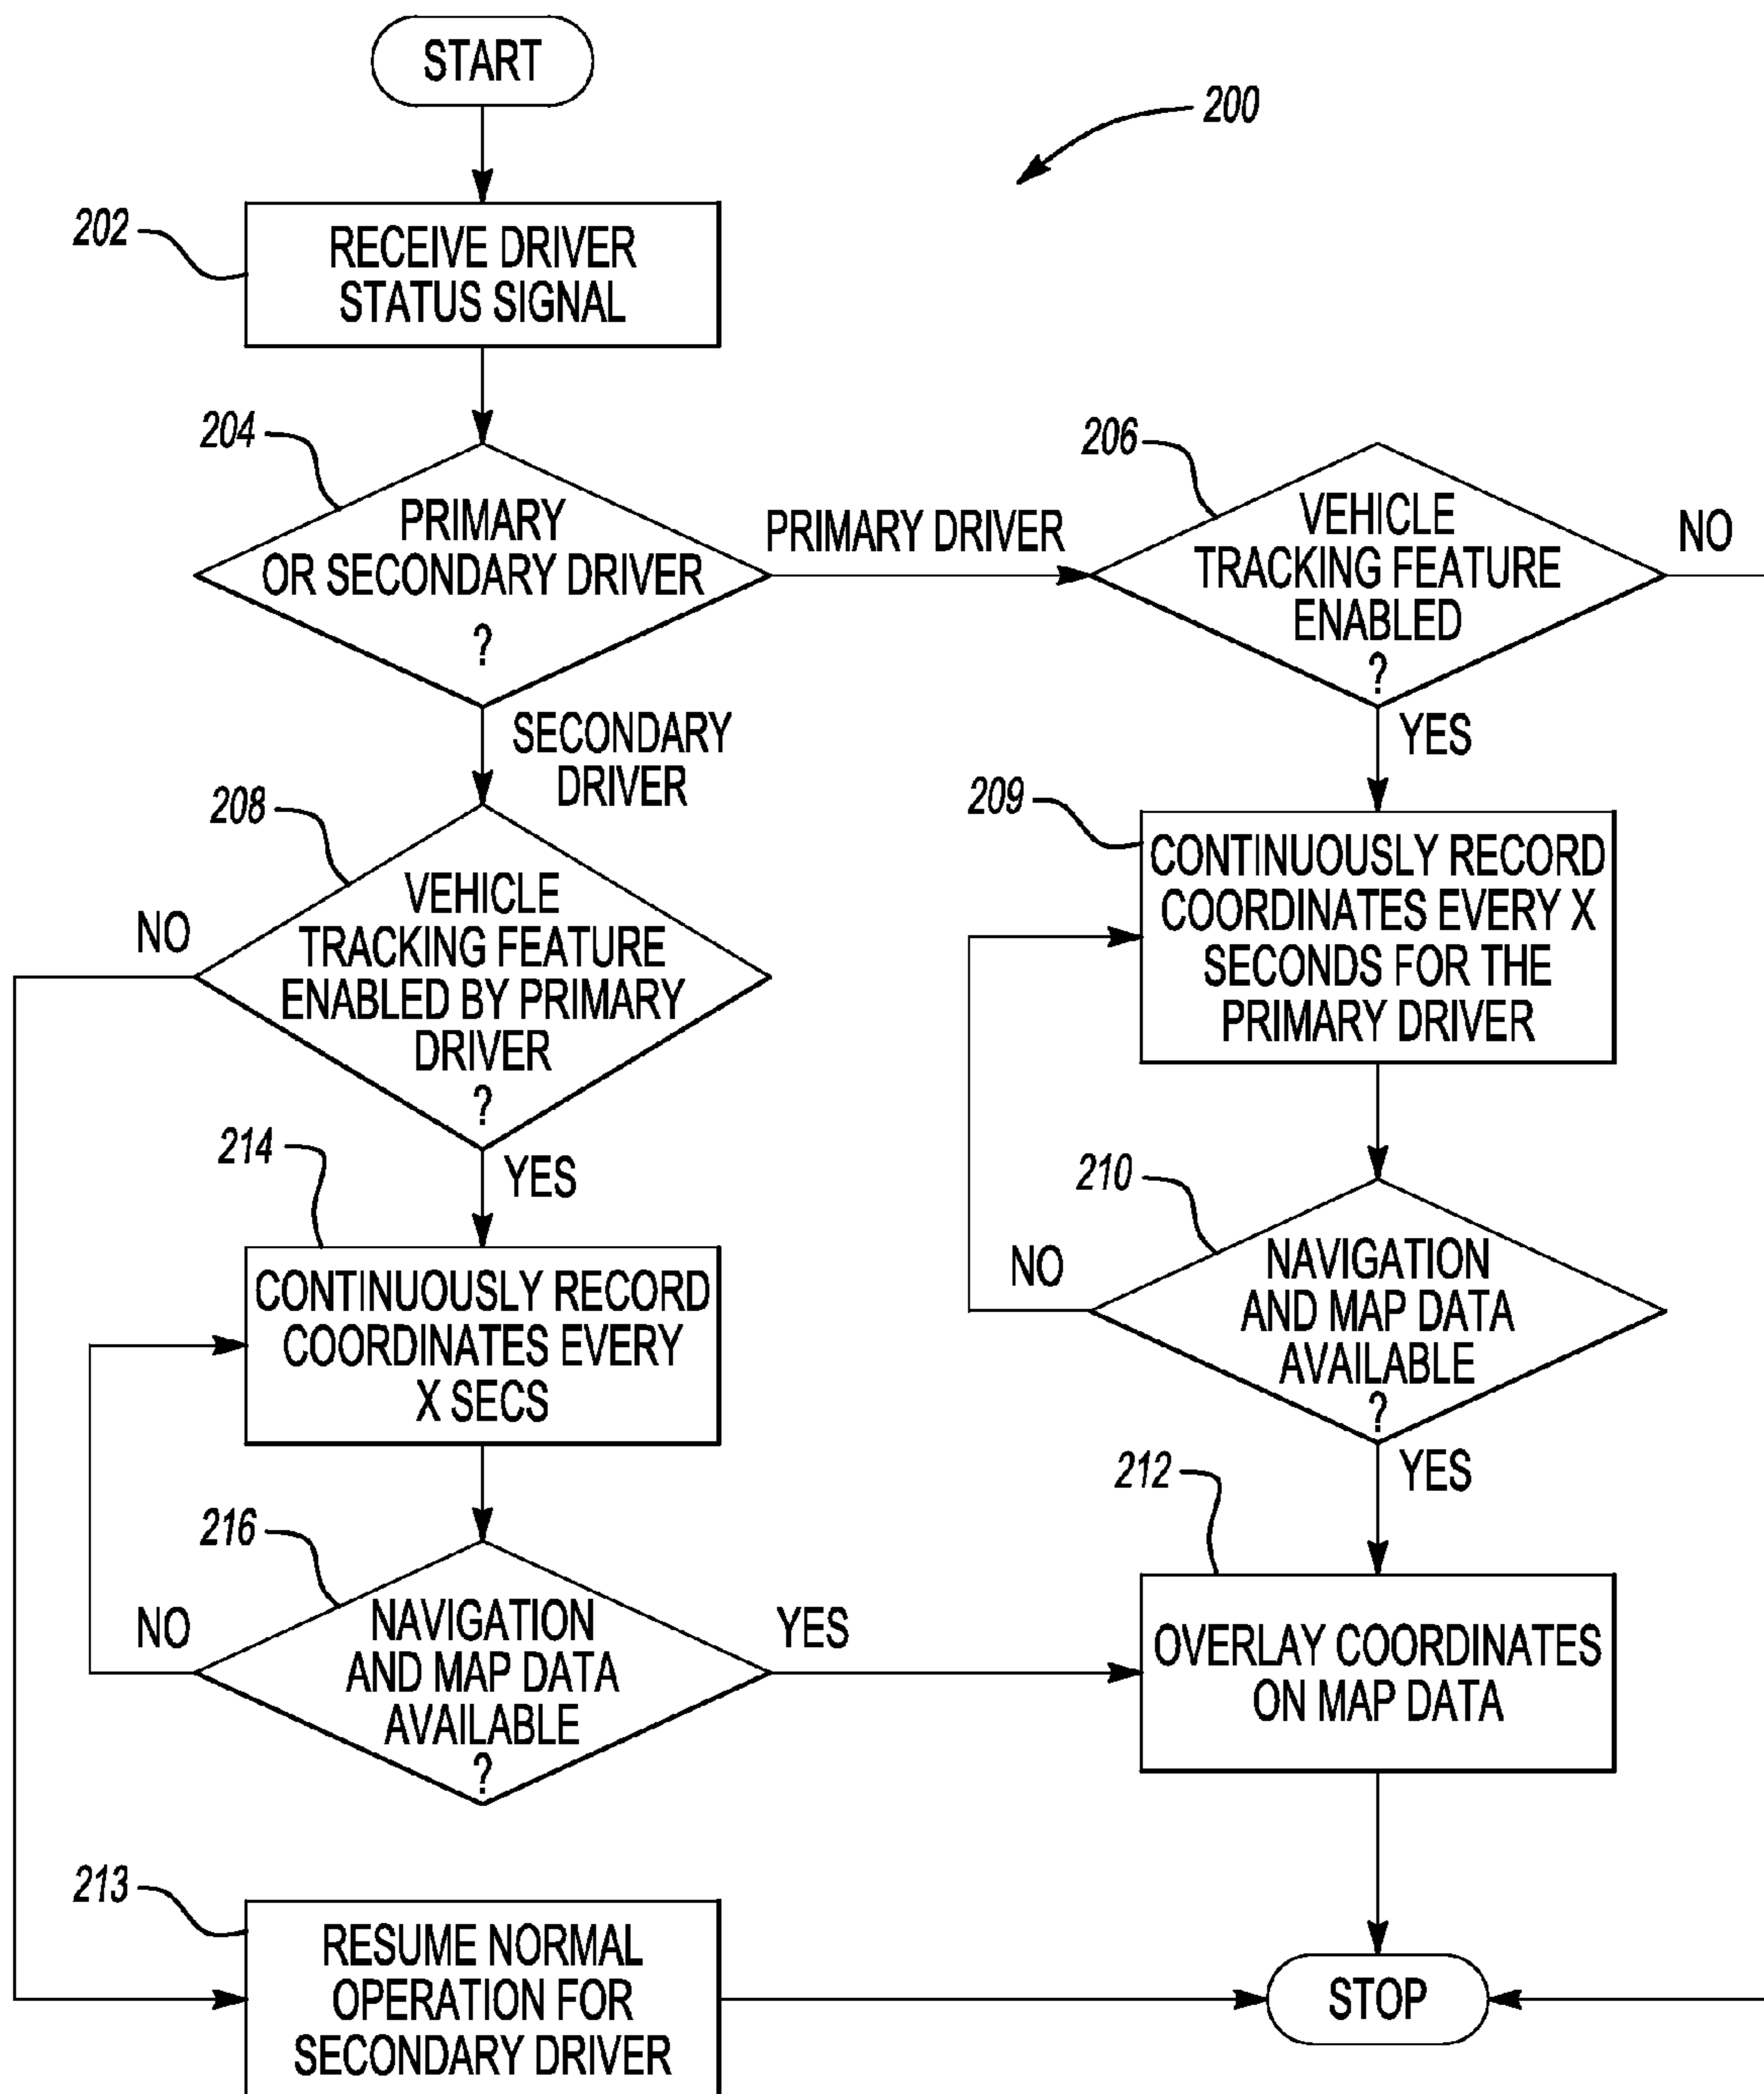 START
200
202
RECEIVE DRIVER
STATUS SIGNAL
204
PRIMARY
OR SECONDARY DRIVER
?
PRIMARY DRIVER
206
VEHICLE
TRACKING FEATURE
ENABLED
?
NO
YES
SECONDARY
DRIVER
208
VEHICLE
TRACKING FEATURE
ENABLED BY PRIMARY
DRIVER
?
NO
YES
209
CONTINUOUSLY RECORD
COORDINATES EVERY X
SECONDS FOR THE
PRIMARY DRIVER
214
CONTINUOUSLY RECORD
COORDINATES EVERY
X SECS
210
NAVIGATION
AND MAP DATA
AVAILABLE
?
NO
YES
216
NAVIGATION
AND MAP DATA
AVAILABLE
?
NO
YES
212
OVERLAY COORDINATES
ON MAP DATA
213
RESUME NORMAL
OPERATION FOR
SECONDARY DRIVER
STOP